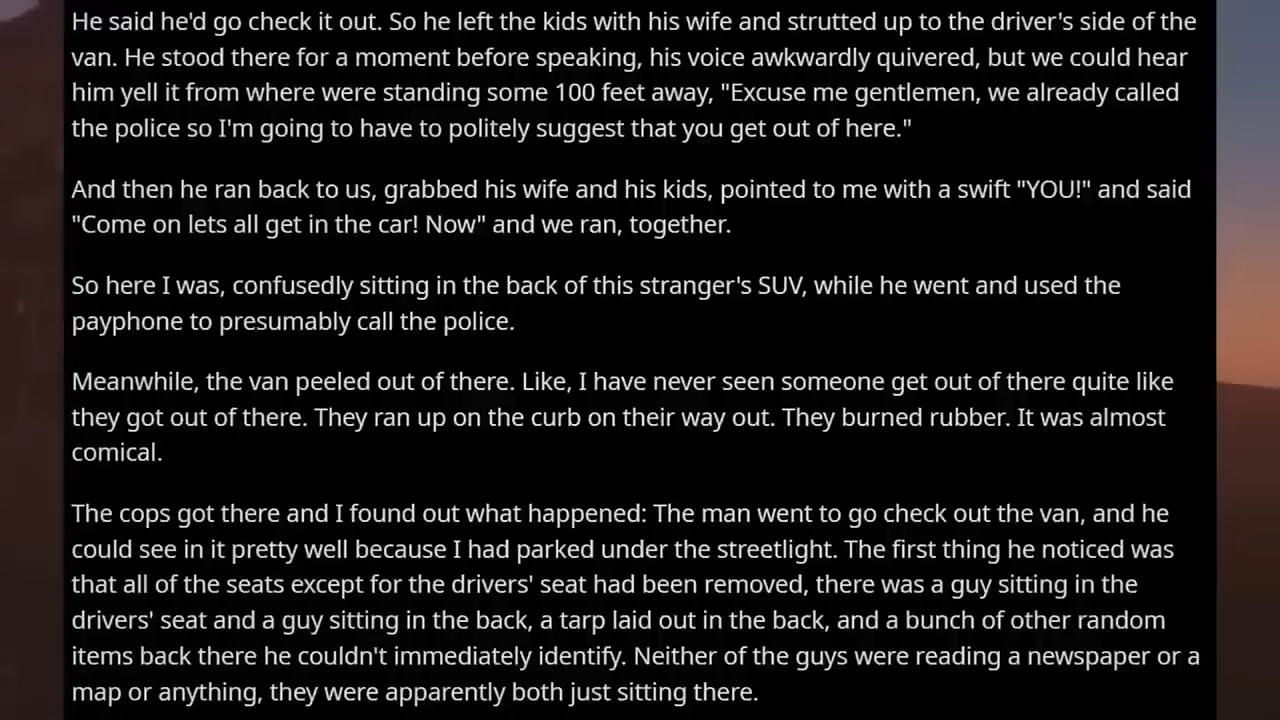 He said he'd go check it out. So he left the kids with his wife and strutted up to the driver's side of the
van. He stood there for a moment before speaking, his voice awkwardly quivered, but we could hear
him yell it from where were standing some 100 feet away, "Excuse me gentlemen, we already called
the police so I'm going to have to politely suggest that you get out of here."
And then he ran back to us, grabbed his wife and his kids, pointed to me with a swift "YOU!" and said
"Come on lets all get in the car! Now" and we ran, together.
So here I was, confusedly sitting in the back of this stranger's SUV, while he went and used the
payphone to presumably call the police.
Meanwhile, the van peeled out of there. Like, I have never seen someone get out of there quite like
they got out of there. They ran up on the curb on their way out. They burned rubber. It was almost
comical.
The cops got there and I found out what happened: The man went to go check out the van, and he
could see in it pretty well because I had parked under the streetlight. The first thing he noticed was
that all of the seats except for the drivers' seat had been removed, there was a guy sitting in the
drivers' seat and a guy sitting in the back, a tarp laid out in the back, and a bunch of other random
items back there he couldn't immediately identify. Neither of the guys were reading a newspaper or a
map or anything, they were apparently both just sitting there.